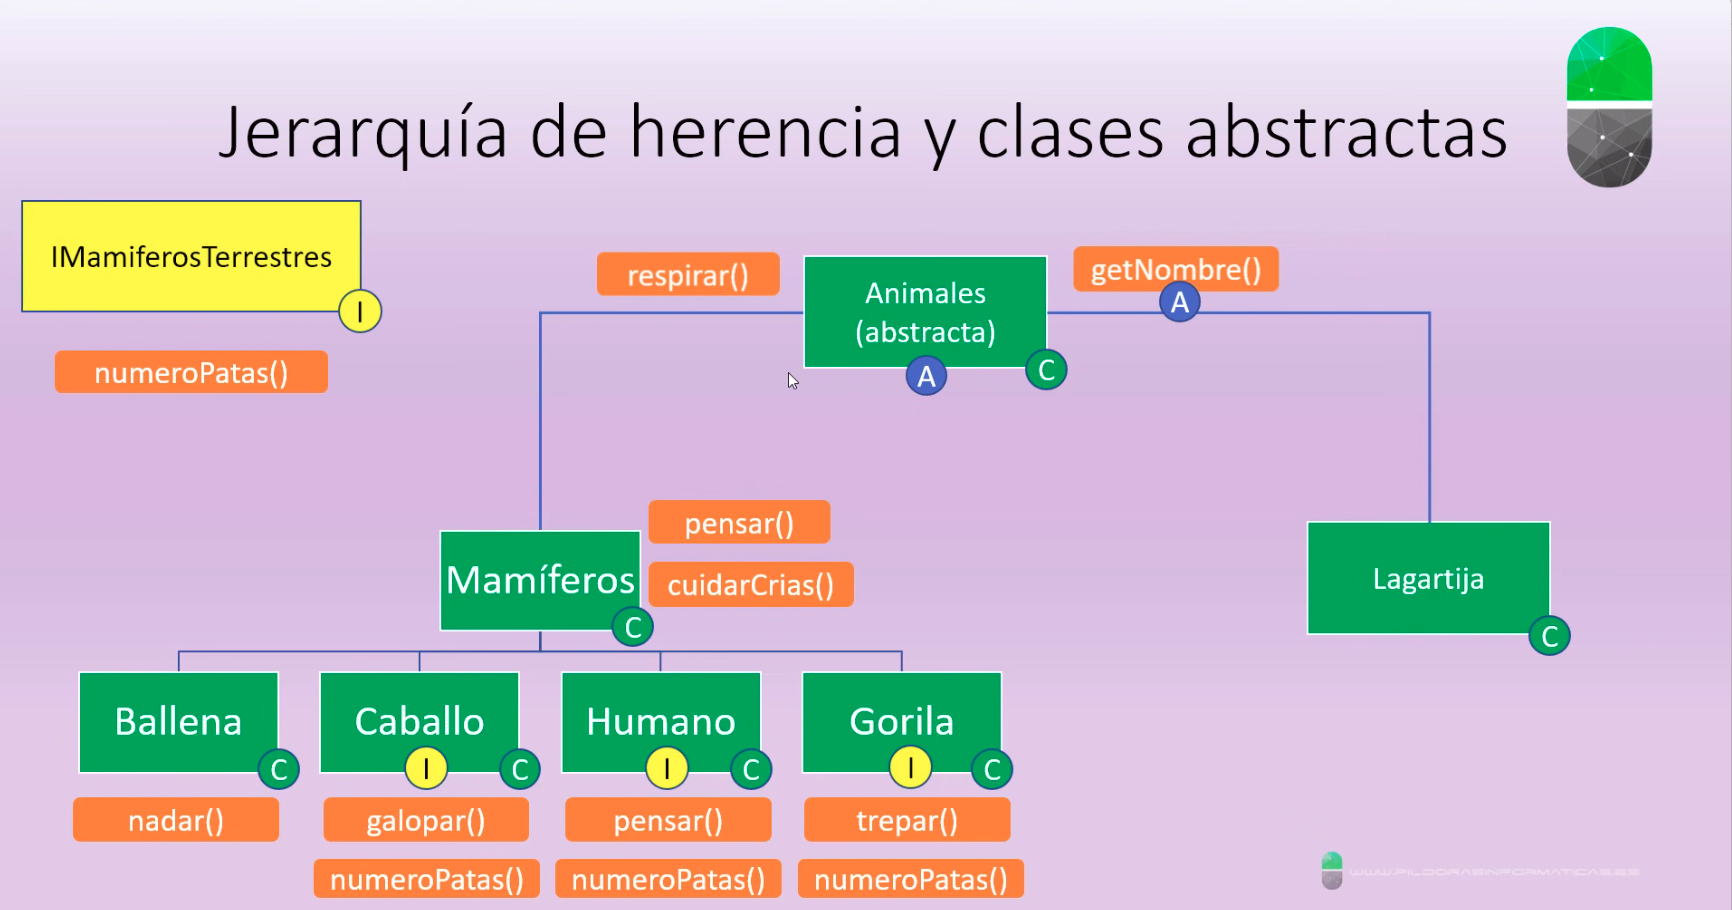 Jerarquía de herencia y clases abstractas
IMamiferosTerrestres
I
numeroPatas()
respirar()
Animales
(abstracta)
A
C
getNombre()
A
pensar()
cuidarCrias()
Mamíferos
C
Lagartija
C
Ballena
C
nadar()
Caballo
I
C
galopar()
numeroPatas()
Humano
I
C
pensar()
numeroPatas()
Gorila
I
C
trepar()
numeroPatas()
WWW.PILDORASINFORMATICAS.ES